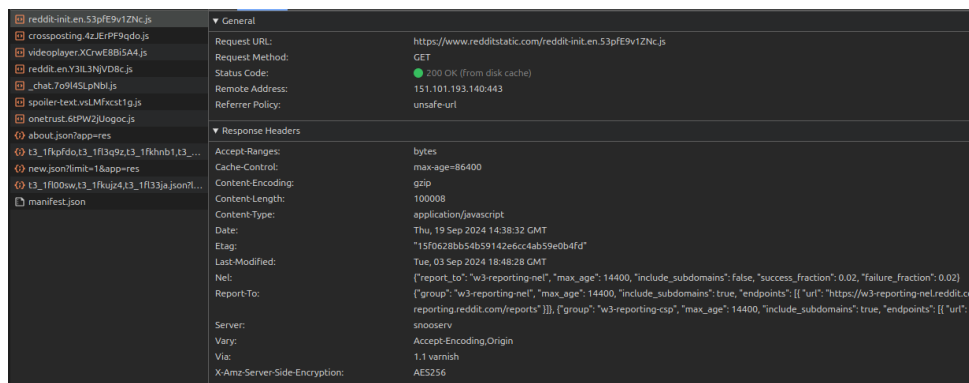 reddit-init.en.53pfE9v1ZNc.js
crossposting.4zJErPF9qdo.js
videoplayer.XCrwE8Bi5A4.js
reddit.en.Y3IL3NjVD8c.js
_chat.7o9l4SLpNbI.js
spoiler-text.vsLMfxcst1g.js
onetrust.6tPW2jUogoc.js
about.json?app=res
t3_1fkpfdo,t3_1fl3q9z,t3_1fkhnb1,t3_...
new.json?limit=1&app=res
t3_1fl00sw,t3_1fkujz4,t3_1fl33ja.json?l...
manifest.json
▼ General
Request URL: https://www.redditstatic.com/reddit-init.en.53pfE9v1ZNc.js
Request Method: GET
Status Code: 200 OK (from disk cache)
Remote Address: 151.101.193.140:443
Referrer Policy: unsafe-url
▼ Response Headers
Accept-Ranges: bytes
Cache-Control: max-age=86400
Content-Encoding: gzip
Content-Length: 100008
Content-Type: application/javascript
Date: Thu, 19 Sep 2024 14:38:32 GMT
Etag: "15f0628bb54b59142e6cc4ab59e0b4fd"
Last-Modified: Tue, 03 Sep 2024 18:48:28 GMT
Nel: {"report_to": "w3-reporting-nel", "max_age": 14400, "include_subdomains": false, "success_fraction": 0.02, "failure_fraction": 0.02}
Report-To: {"group": "w3-reporting-nel", "max_age": 14400, "include_subdomains": true, "endpoints": [{ "url": "https://w3-reporting-nel.reddit.co
reporting.reddit.com/reports" }]}, {"group": "w3-reporting-csp", "max_age": 14400, "include_subdomains": true, "endpoints": [{ "url":
Server: snooserv
Vary: Accept-Encoding,Origin
Via: 1.1 varnish
X-Amz-Server-Side-Encryption: AES256